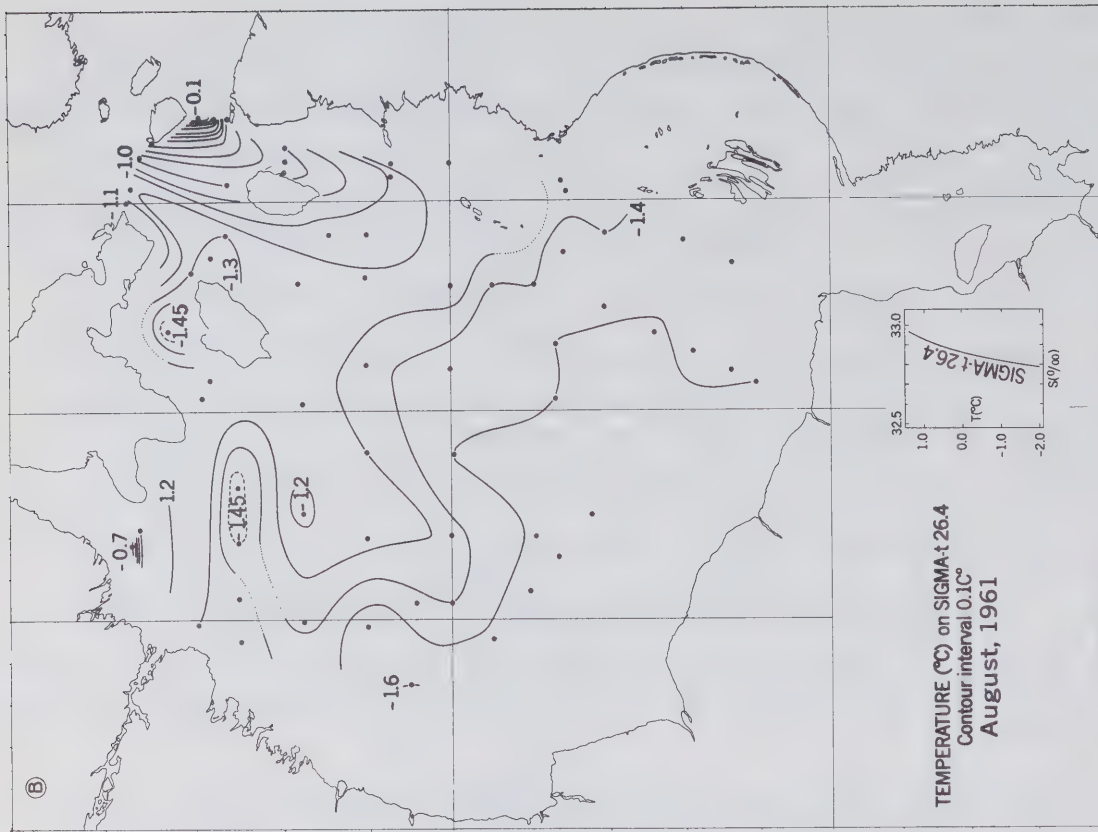 B
-0.1
-1.0
-1.1
-1.3
-1.45
-1.4
1.2
-0.7
-1.45
-1.2
-1.6
TEMPERATURE (°C) on SIGMA-t 26.4
Contour interval 0.1C°
August, 1961
1.0
0.0
-1.0
-2.0
T(°C)
32.5
33.0
S(‰)
SIGMA-t 26.4